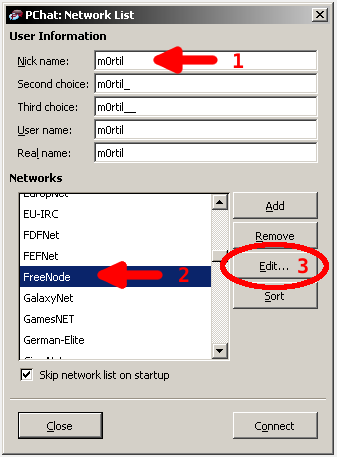 PChat: Network List
User Information
Nick name: m0rtil 1
Second choice: m0rtil_
Third choice: m0rtil__
User name: m0rtil
Real name: m0rtil
Networks
EU-IRC
FDFNet
FEFNet
FreeNode 2
GalaxyNet
GamesNET
German-Elite
Add
Remove
Edit... 3
Sort
Skip network list on startup
Close
Connect